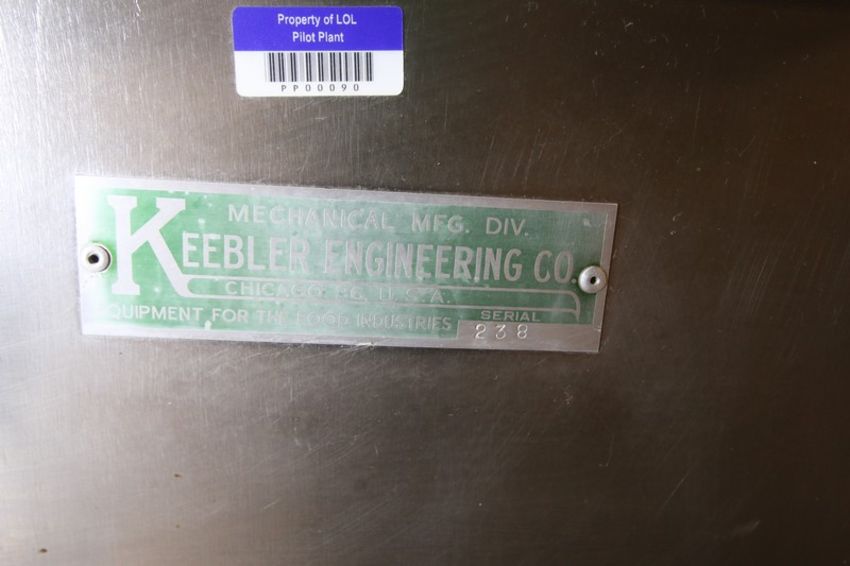 Property of LOL
Pilot Plant
PP00090
MECHANICAL MFG. DIV.
KEEBLER ENGINEERING CO.
CHICAGO U.S.A.
EQUIPMENT FOR THE FOOD INDUSTRIES
SERIAL
238